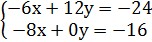 −6x + 12y = −24
−8x + 0y = −16